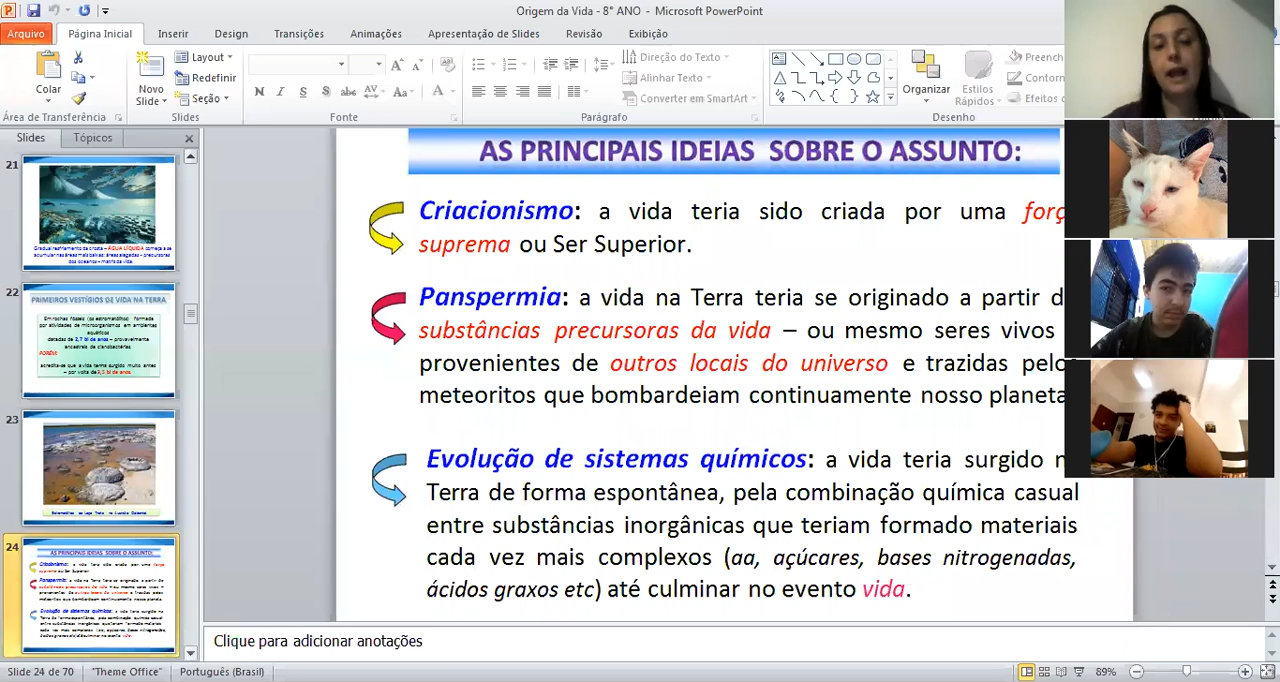 Origem da Vida - 8° ANO - Microsoft PowerPoint
Arquivo Página Inicial Inserir Design Transições Animações Apresentação de Slides Revisão Exibição
Colar
Novo Slide
Layout
Redefinir
Seção
Direção do Texto
Alinhar Texto
Converter em SmartArt
Organizar
Estilos Rápidos
Preench
Contorn
Efeitos
Área de Transferência Slides Fonte Parágrafo Desenho
Slides Tópicos
21
22
PRIMEIROS VESTÍGIOS DE VIDA NA TERRA
23
24
AS PRINCIPAIS IDEIAS SOBRE O ASSUNTO:
AS PRINCIPAIS IDEIAS SOBRE O ASSUNTO:
Criacionismo: a vida teria sido criada por uma forç
suprema ou Ser Superior.
Panspermia: a vida na Terra teria se originado a partir d
substâncias precursoras da vida – ou mesmo seres vivos
provenientes de outros locais do universo e trazidas pelo
meteoritos que bombardeiam continuamente nosso planeta
Evolução de sistemas químicos: a vida teria surgido n
Terra de forma espontânea, pela combinação química casual
entre substâncias inorgânicas que teriam formado materiais
cada vez mais complexos (aa, açúcares, bases nitrogenadas,
ácidos graxos etc) até culminar no evento vida.
Clique para adicionar anotações
Slide 24 de 70 "Theme Office" Português (Brasil) 89%